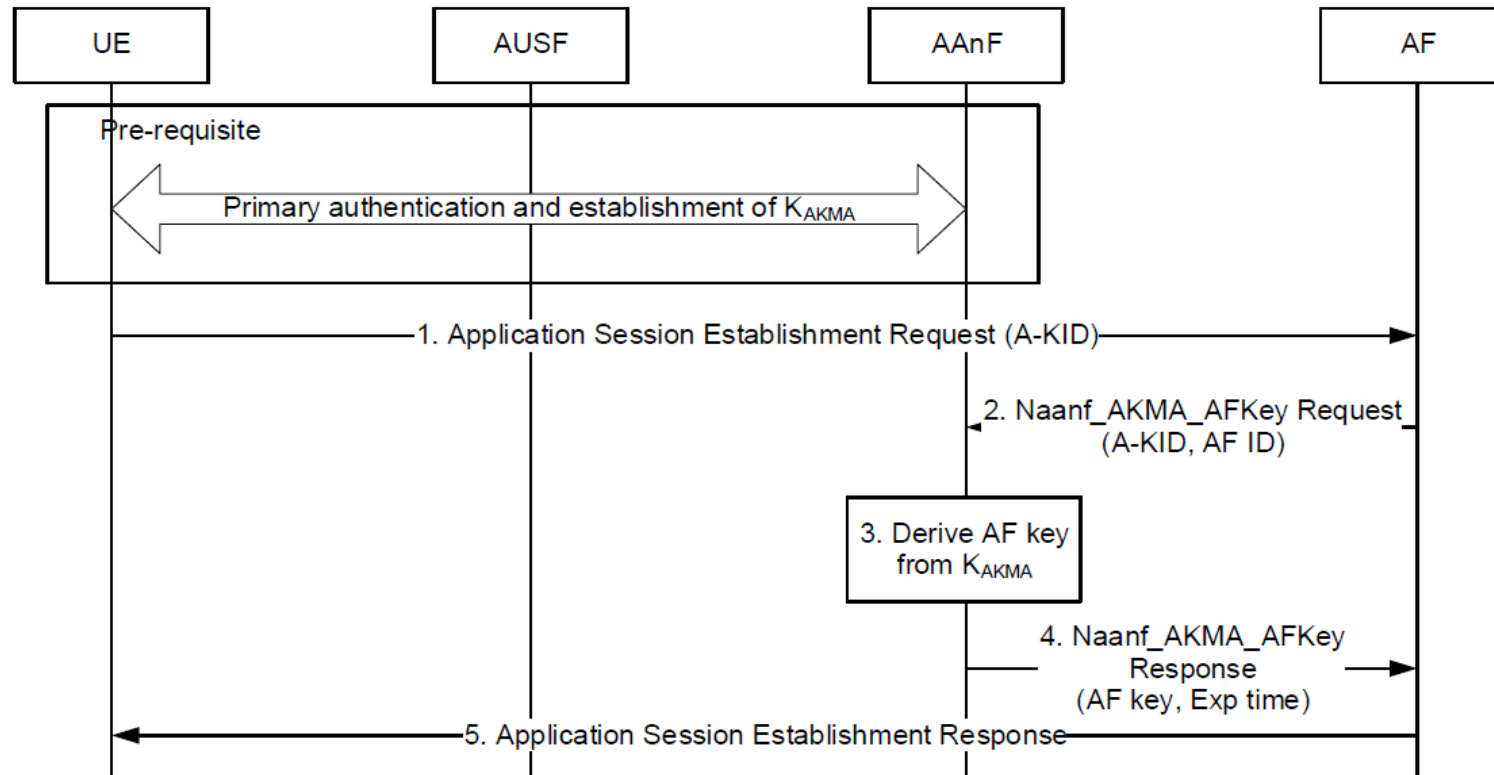 UE
AUSF
AAnF
AF
Pre-requisite
Primary authentication and establishment of KAKMA
1. Application Session Establishment Request (A-KID)
2. Naanf_AKMA_AFKey Request
(A-KID, AF ID)
3. Derive AF key
from KAKMA
4. Naanf_AKMA_AFKey
Response
(AF key, Exp time)
5. Application Session Establishment Response